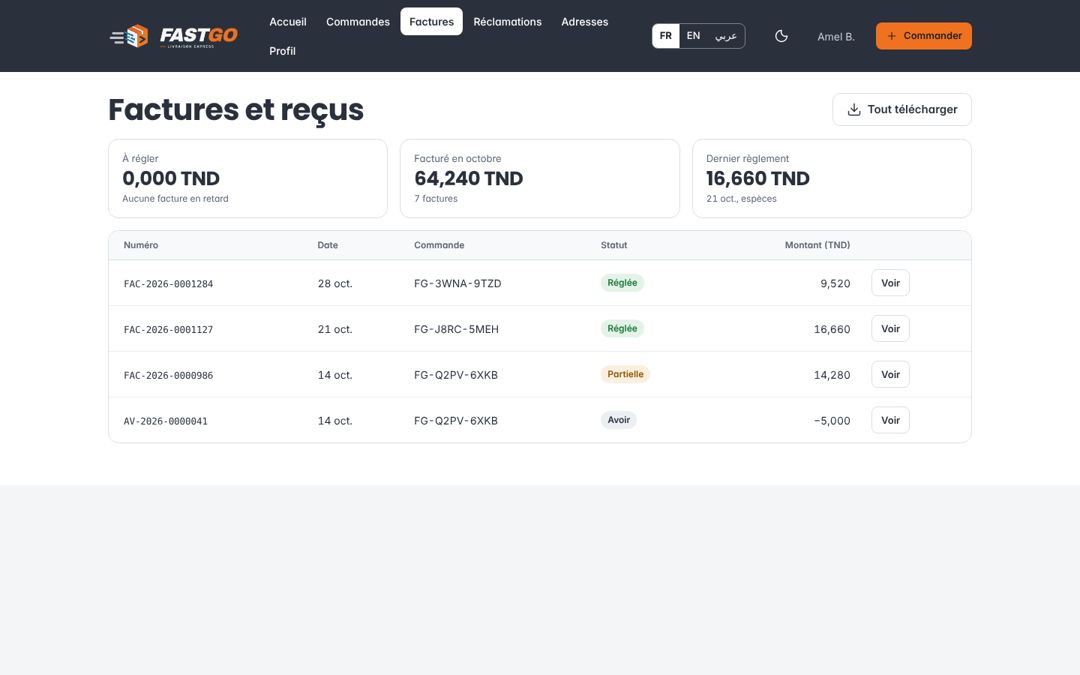 FASTGO
LIVRAISON EXPRESS
Accueil Commandes Factures Réclamations Adresses
Profil
FR EN عربي
Amel B.
+ Commander
Factures et reçus
Tout télécharger
À régler
0,000 TND
Aucune facture en retard
Facturé en octobre
64,240 TND
7 factures
Dernier règlement
16,660 TND
21 oct., espèces
Numéro Date Commande Statut Montant (TND)
FAC-2026-0001284 28 oct. FG-3WNA-9TZD Réglée 9,520 Voir
FAC-2026-0001127 21 oct. FG-J8RC-5MEH Réglée 16,660 Voir
FAC-2026-0000986 14 oct. FG-Q2PV-6XKB Partielle 14,280 Voir
AV-2026-0000041 14 oct. FG-Q2PV-6XKB Avoir −5,000 Voir